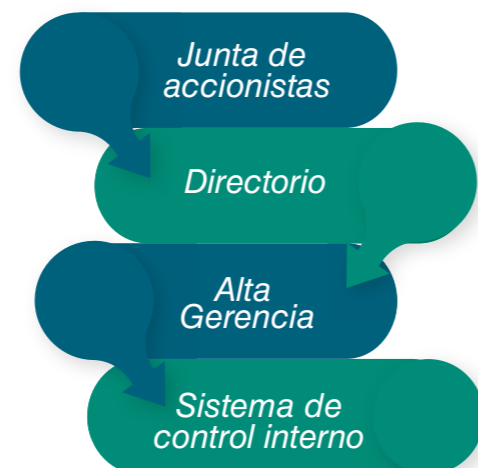 Junta de
accionistas
Directorio
Alta
Gerencia
Sistema de
control interno